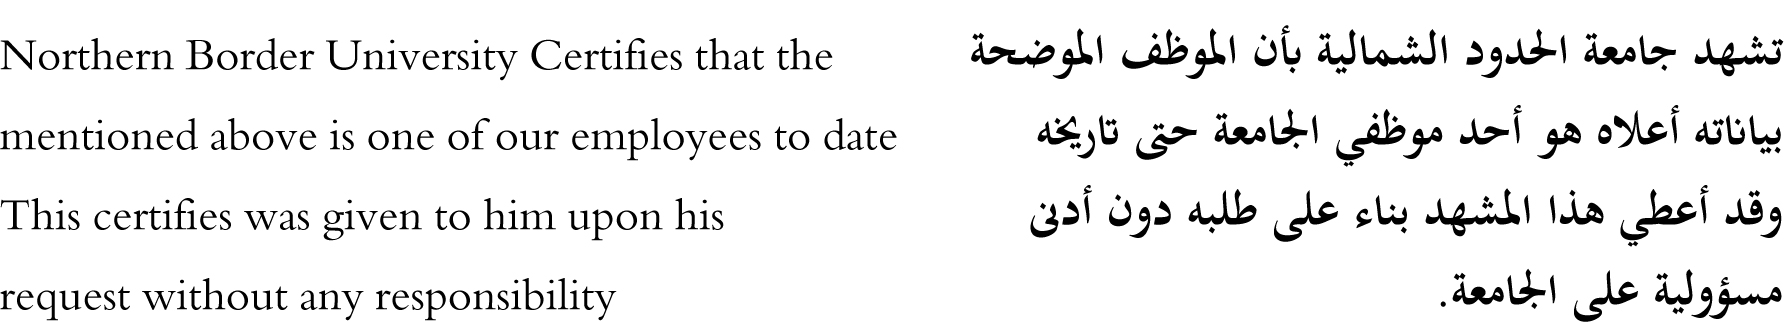 Northern Border University Certifies that the
mentioned above is one of our employees to date
This certifies was given to him upon his
request without any responsibility
تشهد جامعة الحدود الشمالية بأن الموظف الموضحة
بياناته أعلاه هو أحد موظفي الجامعة حتى تاريخه
وقد أعطي هذا المشهد بناء على طلبه دون أدنى
مسؤولية على الجامعة.